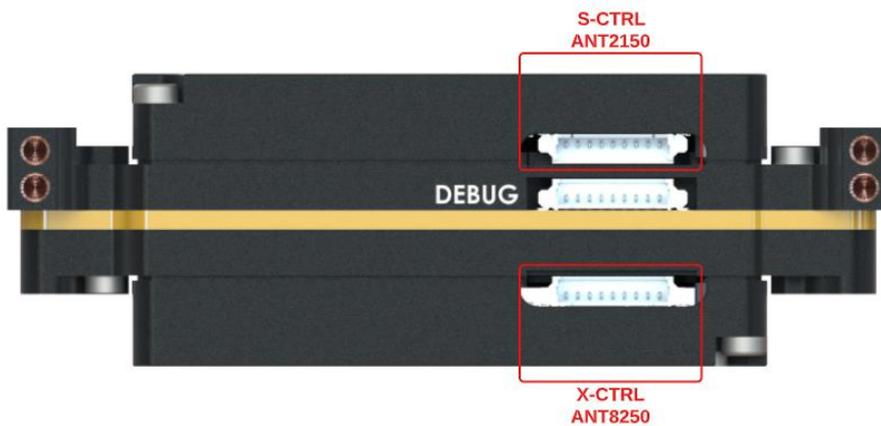 S-CTRL
ANT2150
DEBUG
X-CTRL
ANT8250